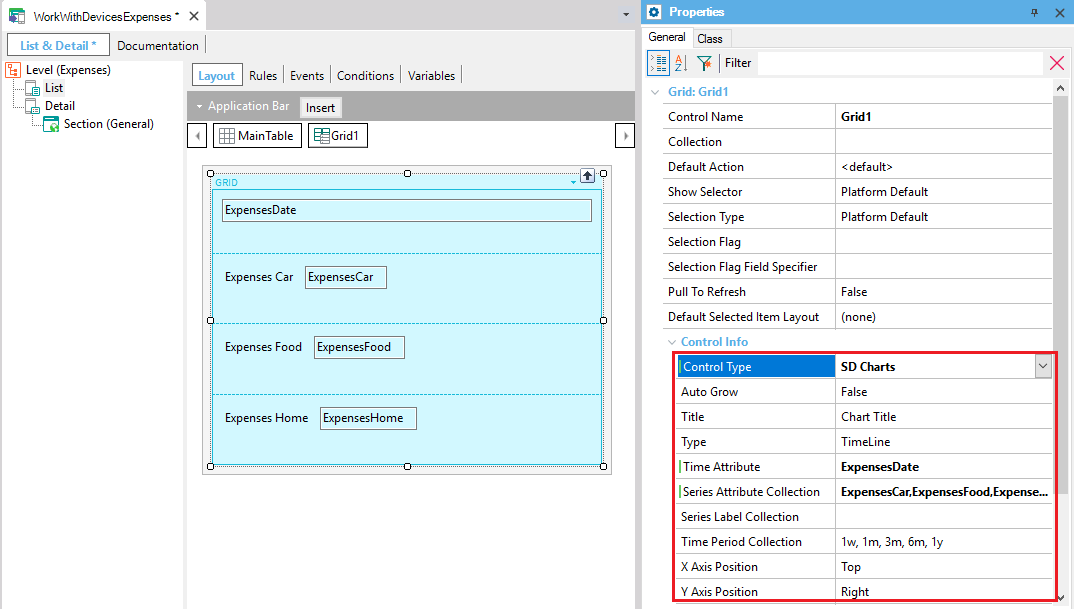 WorkWithDevicesExpenses *
List & Detail *
Documentation
Level (Expenses)
List
Detail
Section (General)
Layout
Rules
Events
Conditions
Variables
Application Bar
Insert
MainTable
Grid1
GRID
ExpensesDate
Expenses Car
ExpensesCar
Expenses Food
ExpensesFood
Expenses Home
ExpensesHome
Properties
General
Class
Filter
Grid: Grid1
Control Name Grid1
Collection
Default Action <default>
Show Selector Platform Default
Selection Type Platform Default
Selection Flag
Selection Flag Field Specifier
Pull To Refresh False
Default Selected Item Layout (none)
Control Info
Control Type SD Charts
Auto Grow False
Title Chart Title
Type TimeLine
Time Attribute ExpensesDate
Series Attribute Collection ExpensesCar,ExpensesFood,Expense...
Series Label Collection
Time Period Collection 1w, 1m, 3m, 6m, 1y
X Axis Position Top
Y Axis Position Right